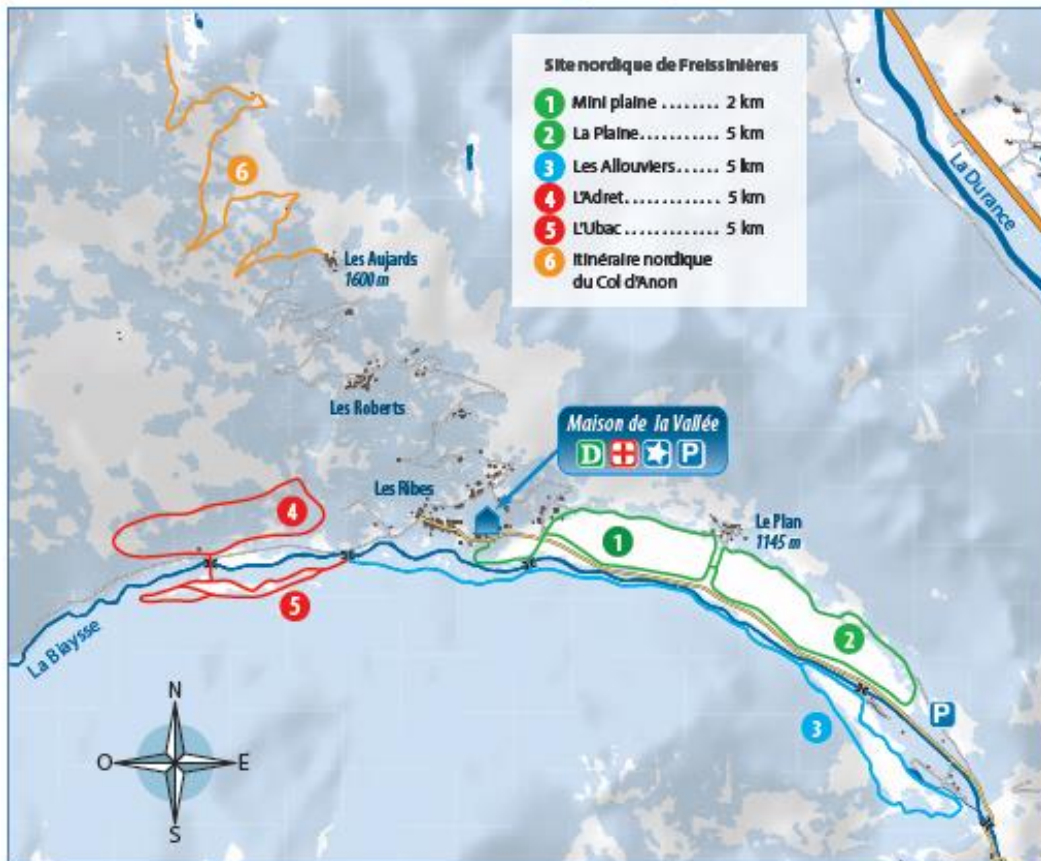 Site nordique de Freissinières
1 Mini plaine ........ 2 km
2 La Plaine............ 5 km
3 Les Allouviers...... 5 km
4 L'Adret............. 5 km
5 L'Ubac ............. 5 km
6 Itinéraire nordique
du Col d'Anon
La Durance
6
Les Aujards
1600 m
Les Roberts
Maison de la Vallée
D P
Les Ribes
4
1
Le Plan
1145 m
5
2
La Biaysse
P
3
N
O E
S